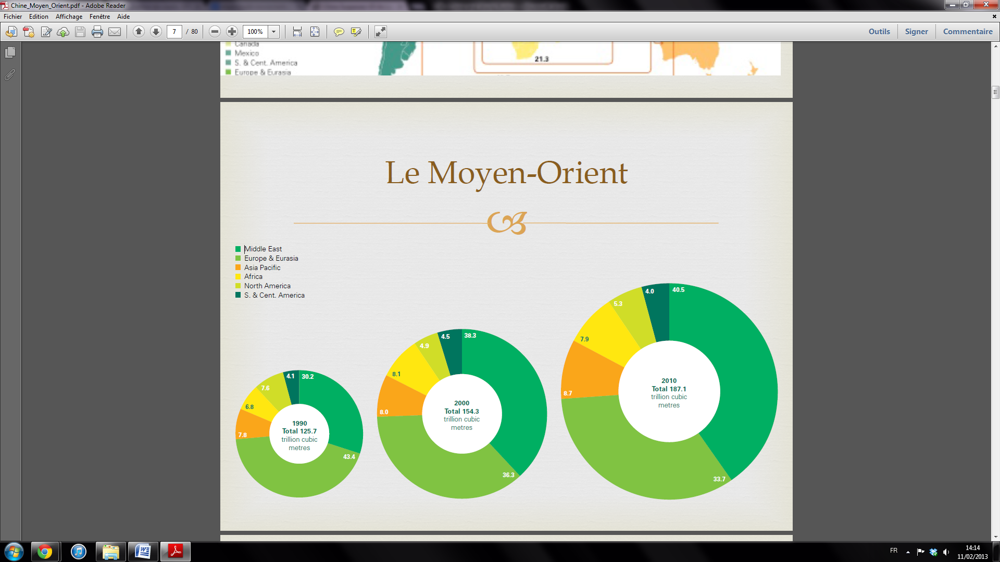 Chine_Moyen_Orient.pdf - Adobe Reader
Fichier Edition Affichage Fenêtre Aide
7 / 80
100%
Outils Signer Commentaire
Canada
Mexico
S. & Cent. America
Europe & Eurasia
21.3
Le Moyen-Orient
Middle East
Europe & Eurasia
Asia Pacific
Africa
North America
S. & Cent. America
4.1 30.2
7.6
6.8
7.8
43.4
1990
Total 125.7
trillion cubic
metres
4.5 38.3
4.9
8.1
8.0
36.3
2000
Total 154.3
trillion cubic
metres
4.0 40.5
5.3
7.9
8.7
33.7
2010
Total 187.1
trillion cubic
metres
FR
14:14
11/02/2013